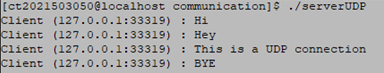 [ct2021503050@localhost communication]$ ./serverUDP
Client (127.0.0.1:33319) : Hi
Client (127.0.0.1:33319) : Hey
Client (127.0.0.1:33319) : This is a UDP connection
Client (127.0.0.1:33319) : BYE